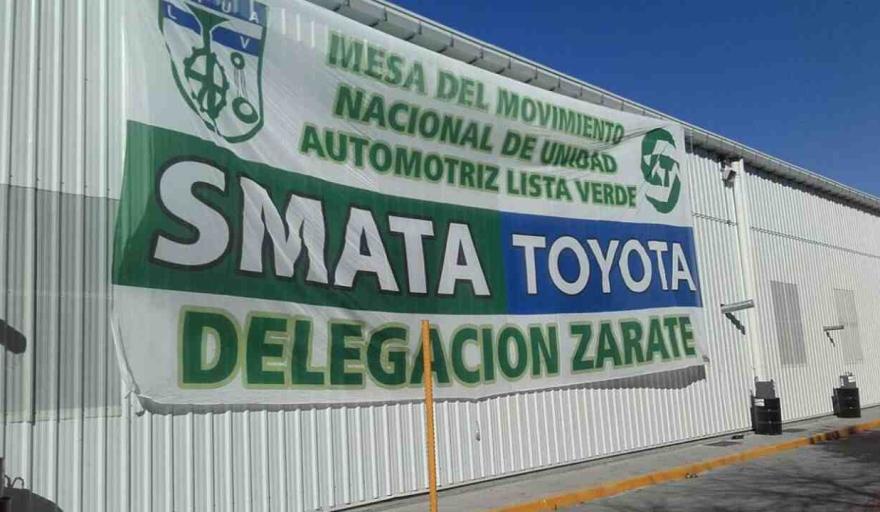 MESA DEL MOVIMIENTO
NACIONAL DE UNIDAD
AUTOMOTRIZ LISTA VERDE
SMATA TOYOTA
DELEGACION ZARATE